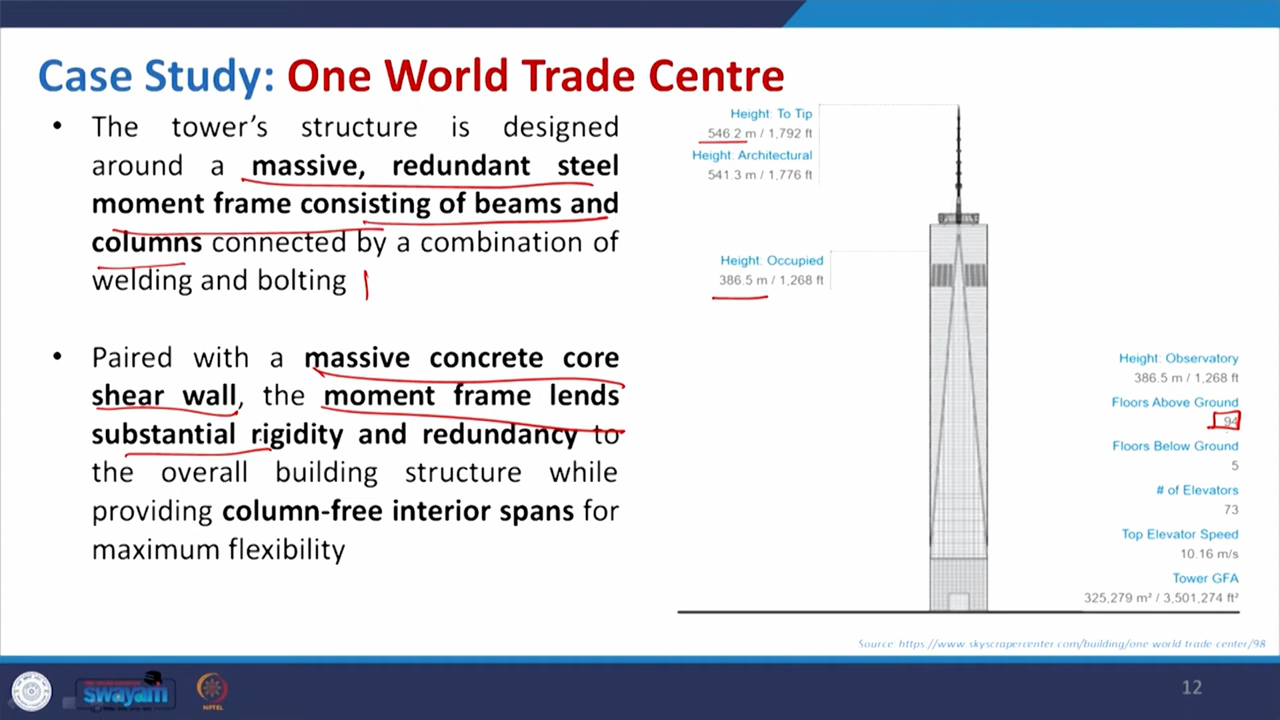 Case Study: One World Trade Centre
• The tower's structure is designed
around a massive, redundant steel
moment frame consisting of beams and
columns connected by a combination of
welding and bolting
• Paired with a massive concrete core
shear wall, the moment frame lends
substantial rigidity and redundancy to
the overall building structure while
providing column-free interior spans for
maximum flexibility
Height: To Tip
546.2 m / 1,792 ft
Height: Architectural
541.3 m / 1,776 ft
Height: Occupied
386.5 m / 1,268 ft
Height: Observatory
386.5 m / 1,268 ft
Floors Above Ground
94
Floors Below Ground
5
# of Elevators
73
Top Elevator Speed
10.16 m/s
Tower GFA
325,279 m² / 3,501,274 ft²
Source: https://www.skyscrapercenter.com/building/one world trade center/98
swayam
NPTEL
12